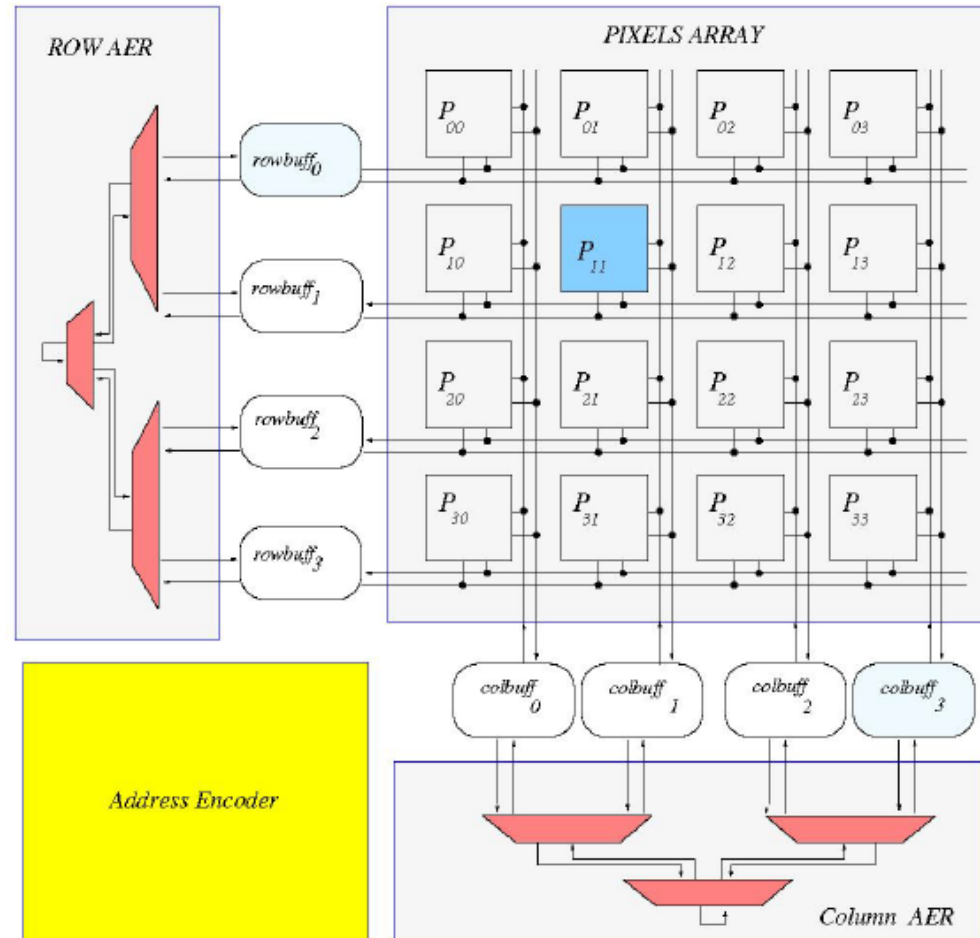 ROW AER
PIXELS ARRAY
P00 P01 P02 P03
rowbuff0
P10 P11 P12 P13
rowbuff1
P20 P21 P22 P23
rowbuff2
P30 P31 P32 P33
rowbuff3
colbuff0 colbuff1 colbuff2 colbuff3
Address Encoder
Column AER